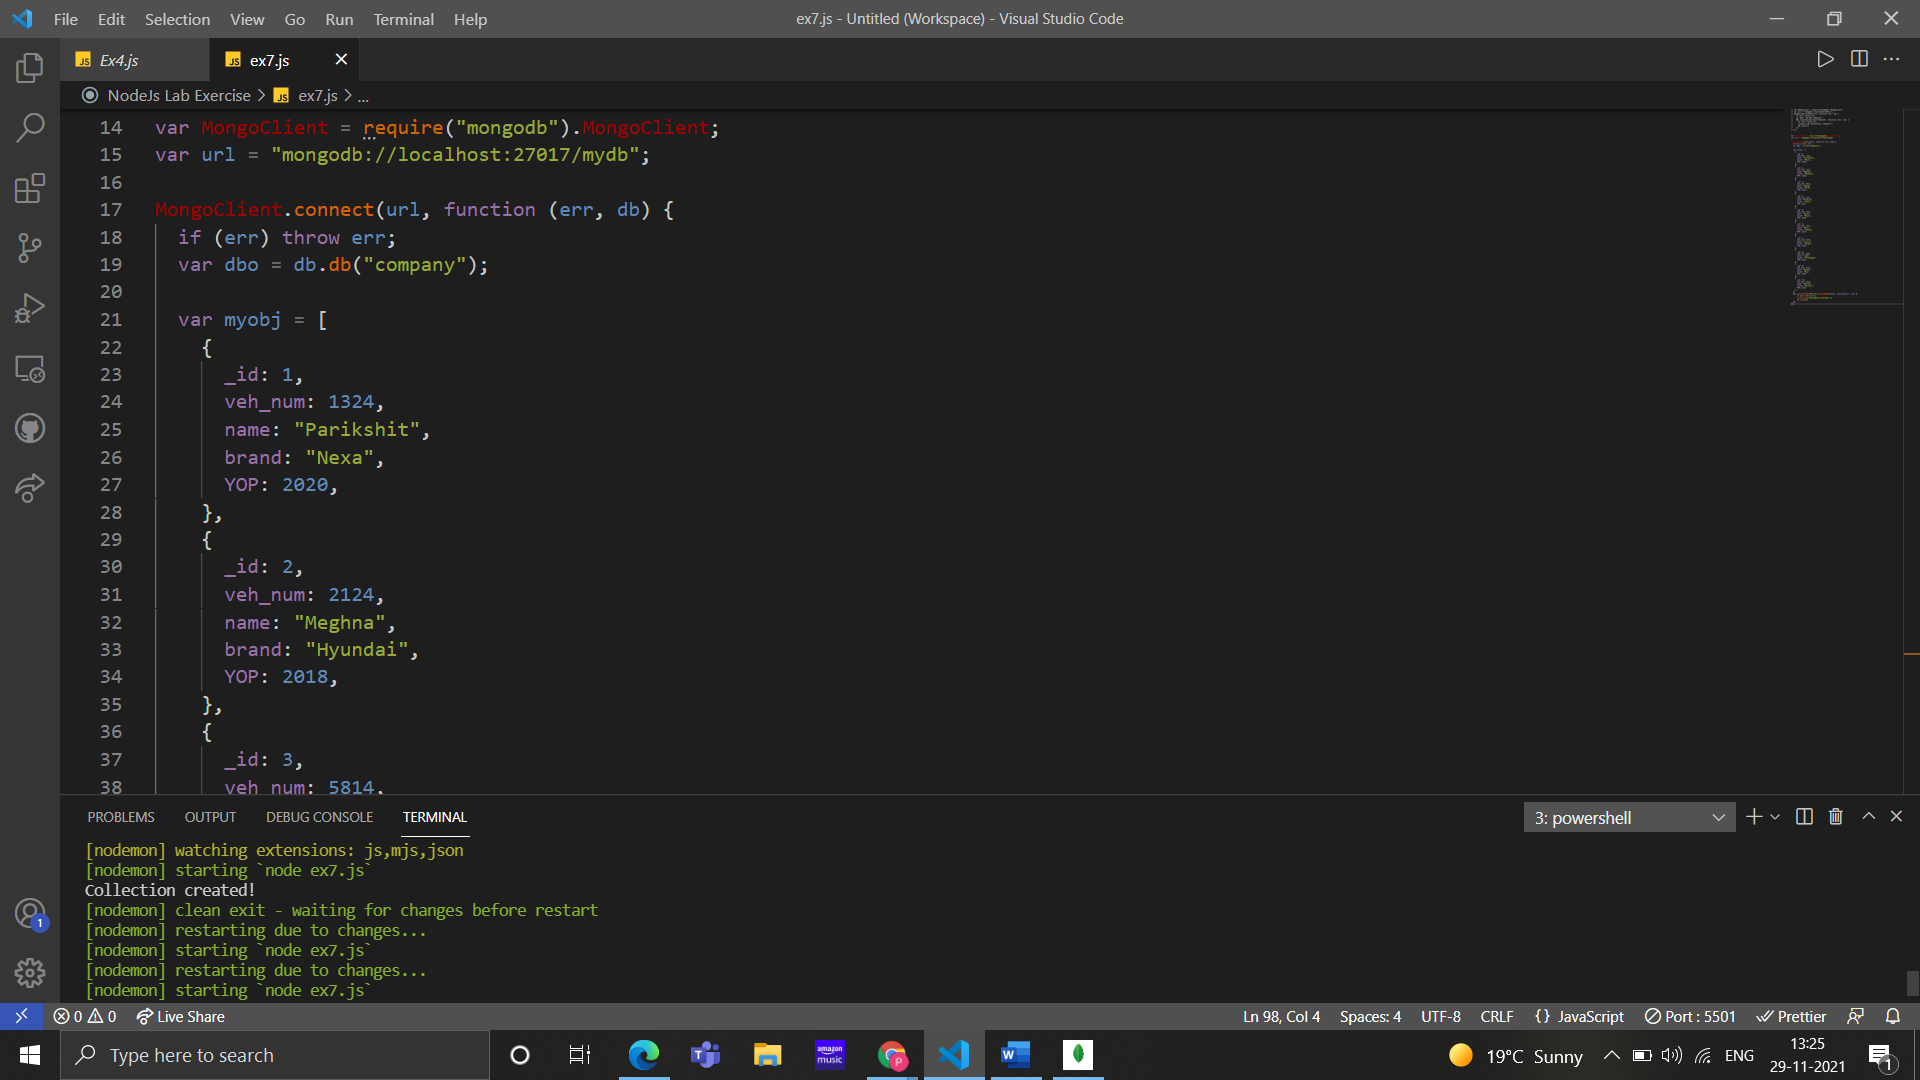 File Edit Selection View Go Run Terminal Help
ex7.js - Untitled (Workspace) - Visual Studio Code
JS Ex4.js
JS ex7.js
NodeJs Lab Exercise > JS ex7.js > ...
14 var MongoClient = require("mongodb").MongoClient;
15 var url = "mongodb://localhost:27017/mydb";
16
17 MongoClient.connect(url, function (err, db) {
18 if (err) throw err;
19 var dbo = db.db("company");
20
21 var myobj = [
22 {
23 _id: 1,
24 veh_num: 1324,
25 name: "Parikshit",
26 brand: "Nexa",
27 YOP: 2020,
28 },
29 {
30 _id: 2,
31 veh_num: 2124,
32 name: "Meghna",
33 brand: "Hyundai",
34 YOP: 2018,
35 },
36 {
37 _id: 3,
38 veh_num: 5814,
PROBLEMS OUTPUT DEBUG CONSOLE TERMINAL
3: powershell
[nodemon] watching extensions: js,mjs,json
[nodemon] starting `node ex7.js`
Collection created!
[nodemon] clean exit - waiting for changes before restart
[nodemon] restarting due to changes...
[nodemon] starting `node ex7.js`
[nodemon] restarting due to changes...
[nodemon] starting `node ex7.js`
1
0 0 Live Share
Ln 98, Col 4 Spaces: 4 UTF-8 CRLF {} JavaScript Port : 5501 Prettier
Type here to search
amazon music
19°C Sunny
ENG
13:25
29-11-2021
1